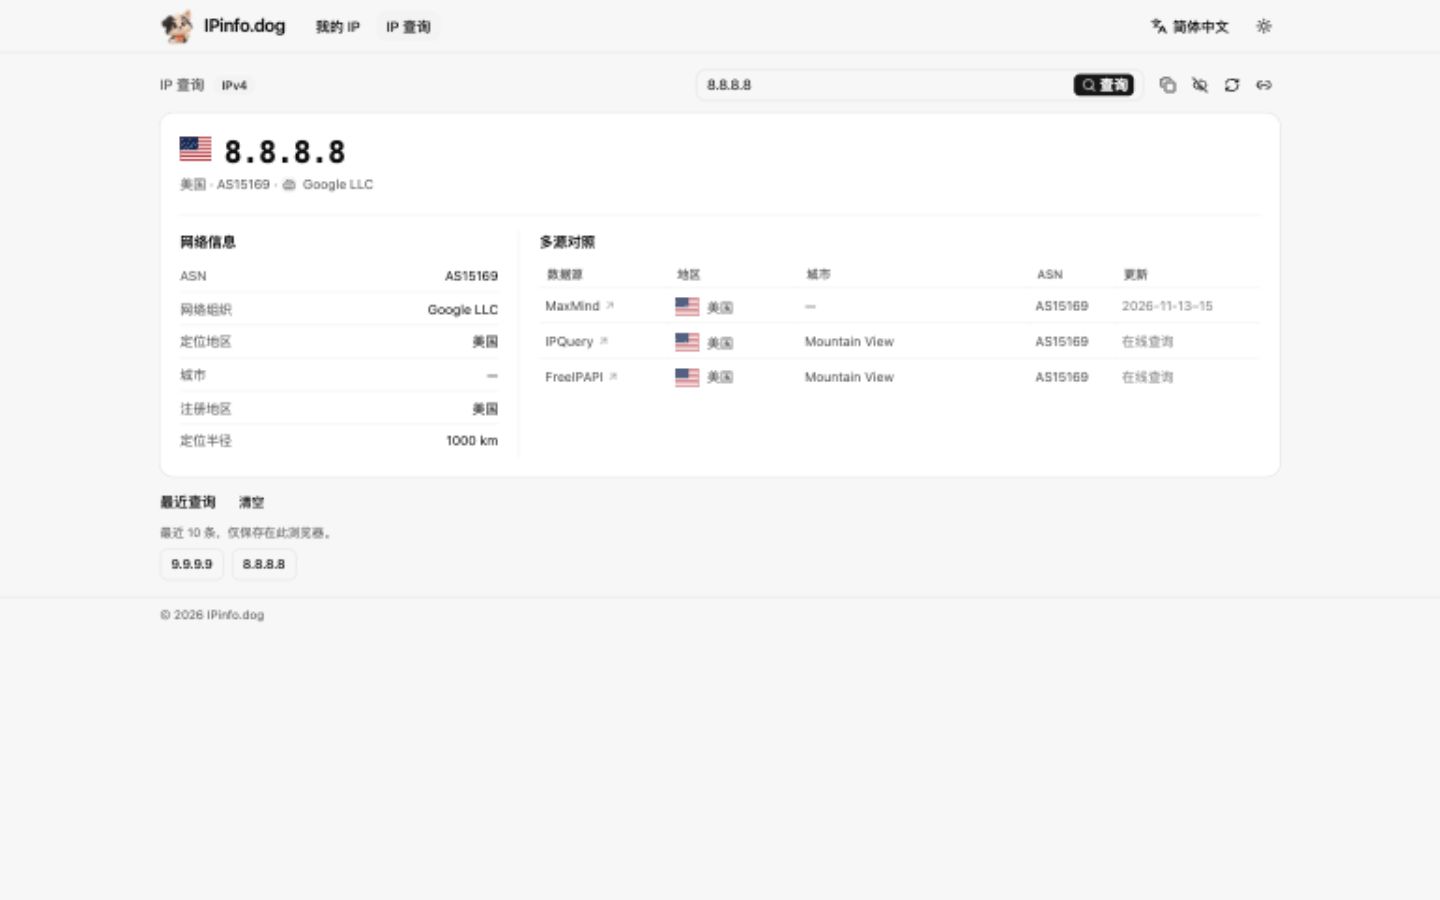 IPinfo.dog 我的 IP IP 查询 简体中文
IP 查询 IPv4 8.8.8.8 查询
8.8.8.8
美国 · AS15169 · Google LLC
网络信息
ASN AS15169
网络组织 Google LLC
定位地区 美国
城市 —
注册地区 美国
定位半径 1000 km
多源对照
数据源 地区 城市 ASN 更新
MaxMind 美国 — AS15169 2026-11-13-15
IPQuery 美国 Mountain View AS15169 在线查询
FreeIPAPI 美国 Mountain View AS15169 在线查询
最近查询 清空
最近 10 条，仅保存在此浏览器。
9.9.9.9 8.8.8.8
© 2026 IPinfo.dog